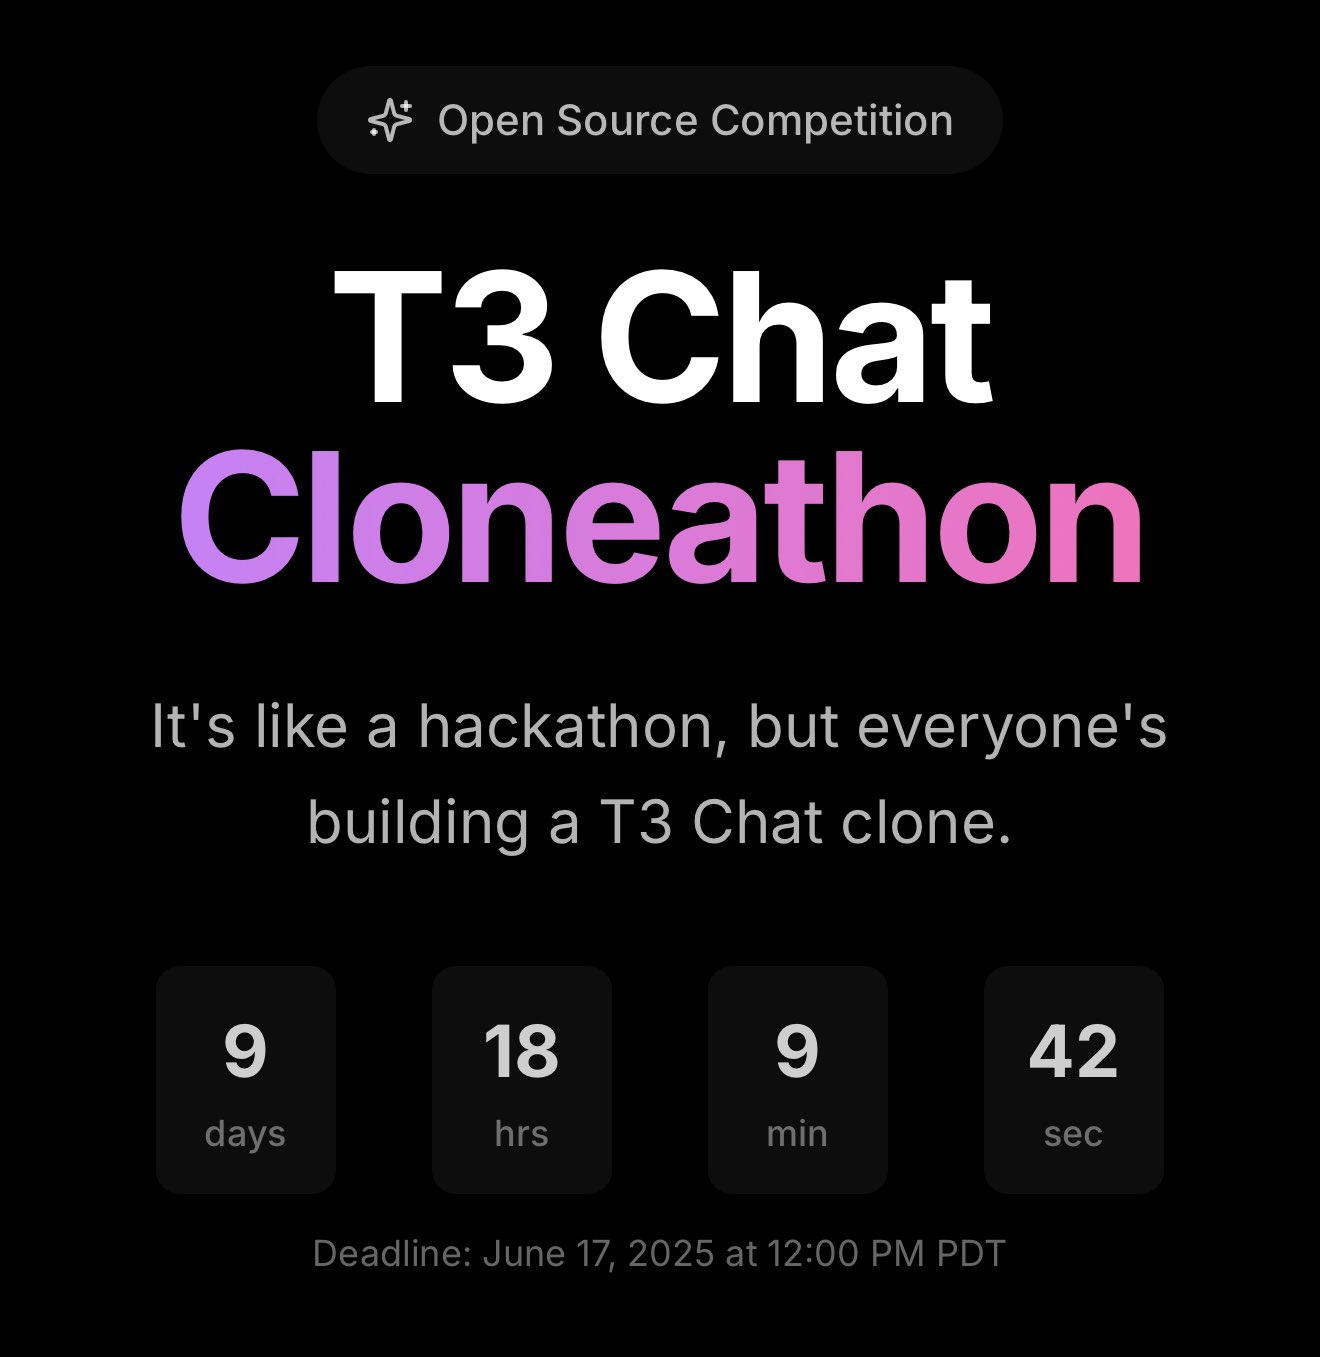 Open Source Competition
T3 Chat
Cloneathon
It's like a hackathon, but everyone's
building a T3 Chat clone.
9 18 9 42
days hrs min sec
Deadline: June 17, 2025 at 12:00 PM PDT